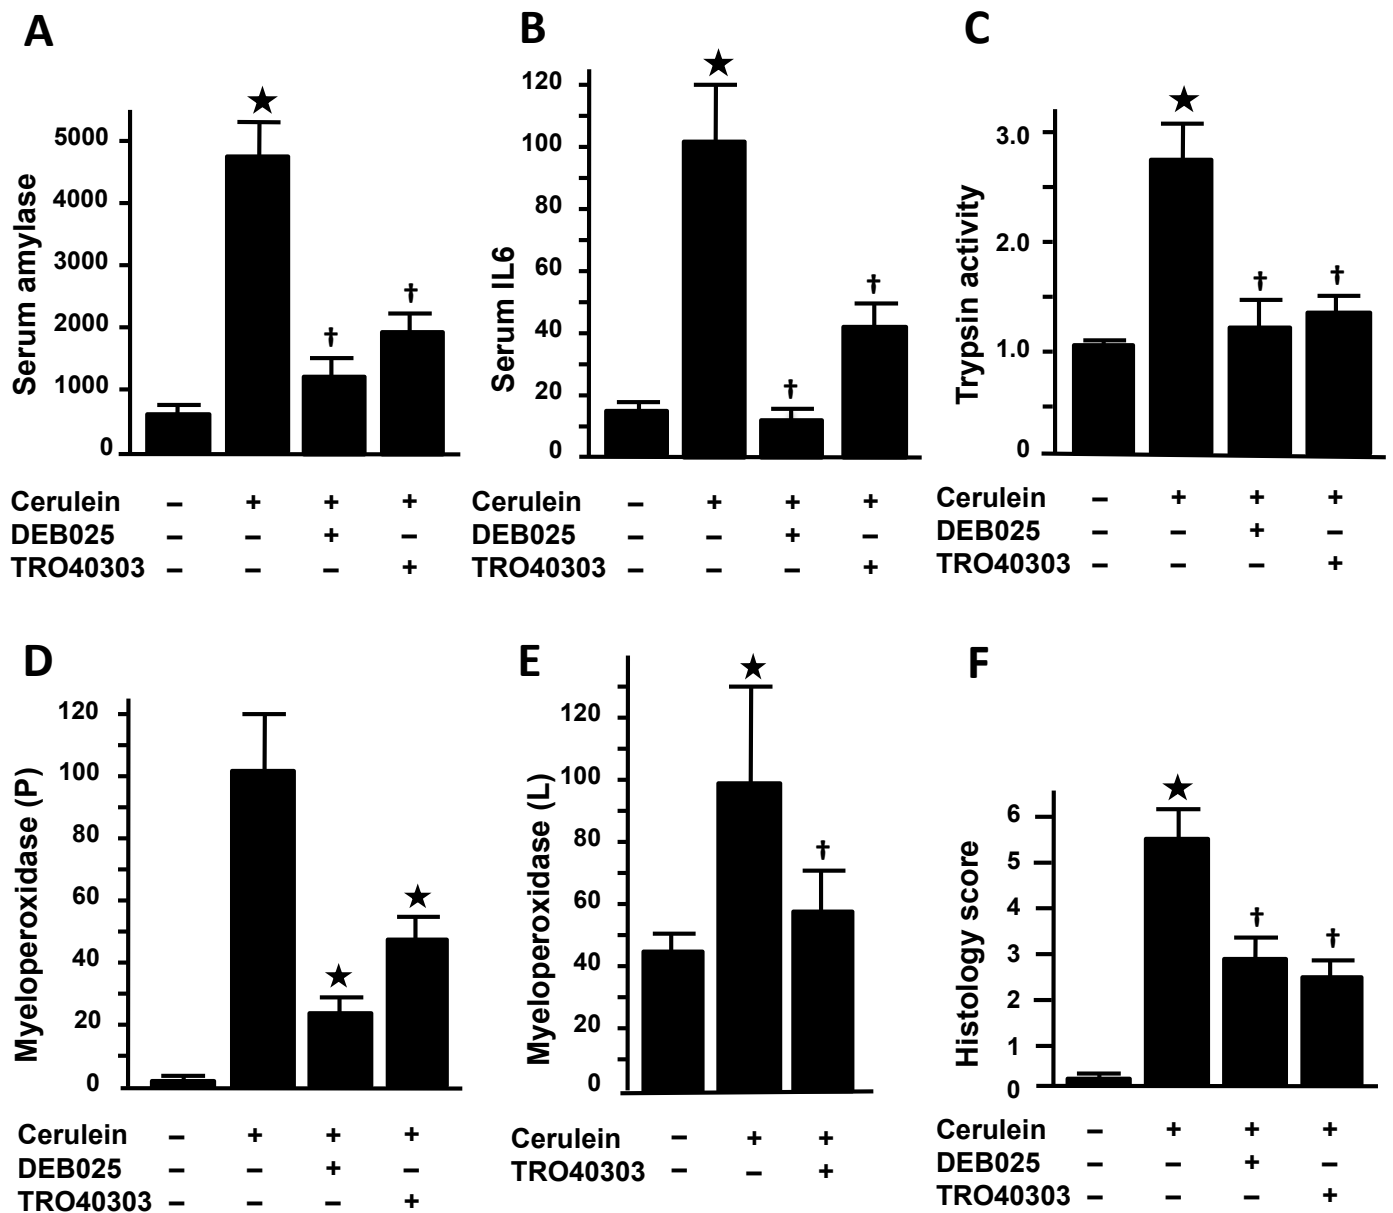 A
Serum amylase
5000
4000
3000
2000
1000
0
★
†
†
Cerulein – + + +
DEB025 – – + –
TRO40303 – – – +
B
Serum IL6
120
100
80
60
40
20
0
★
†
†
Cerulein – + + +
DEB025 – – + –
TRO40303 – – – +
C
Trypsin activity
3.0
2.0
1.0
0
★
†
†
Cerulein – + + +
DEB025 – – + –
TRO40303 – – – +
D
Myeloperoxidase (P)
120
100
80
60
40
20
0
★
★
Cerulein – + + +
DEB025 – – + –
TRO40303 – – – +
E
Myeloperoxidase (L)
120
100
80
60
40
20
0
★
†
Cerulein – + +
TRO40303 – – +
F
Histology score
6
5
4
3
2
1
0
★
†
†
Cerulein – + + +
DEB025 – – + –
TRO40303 – – – +